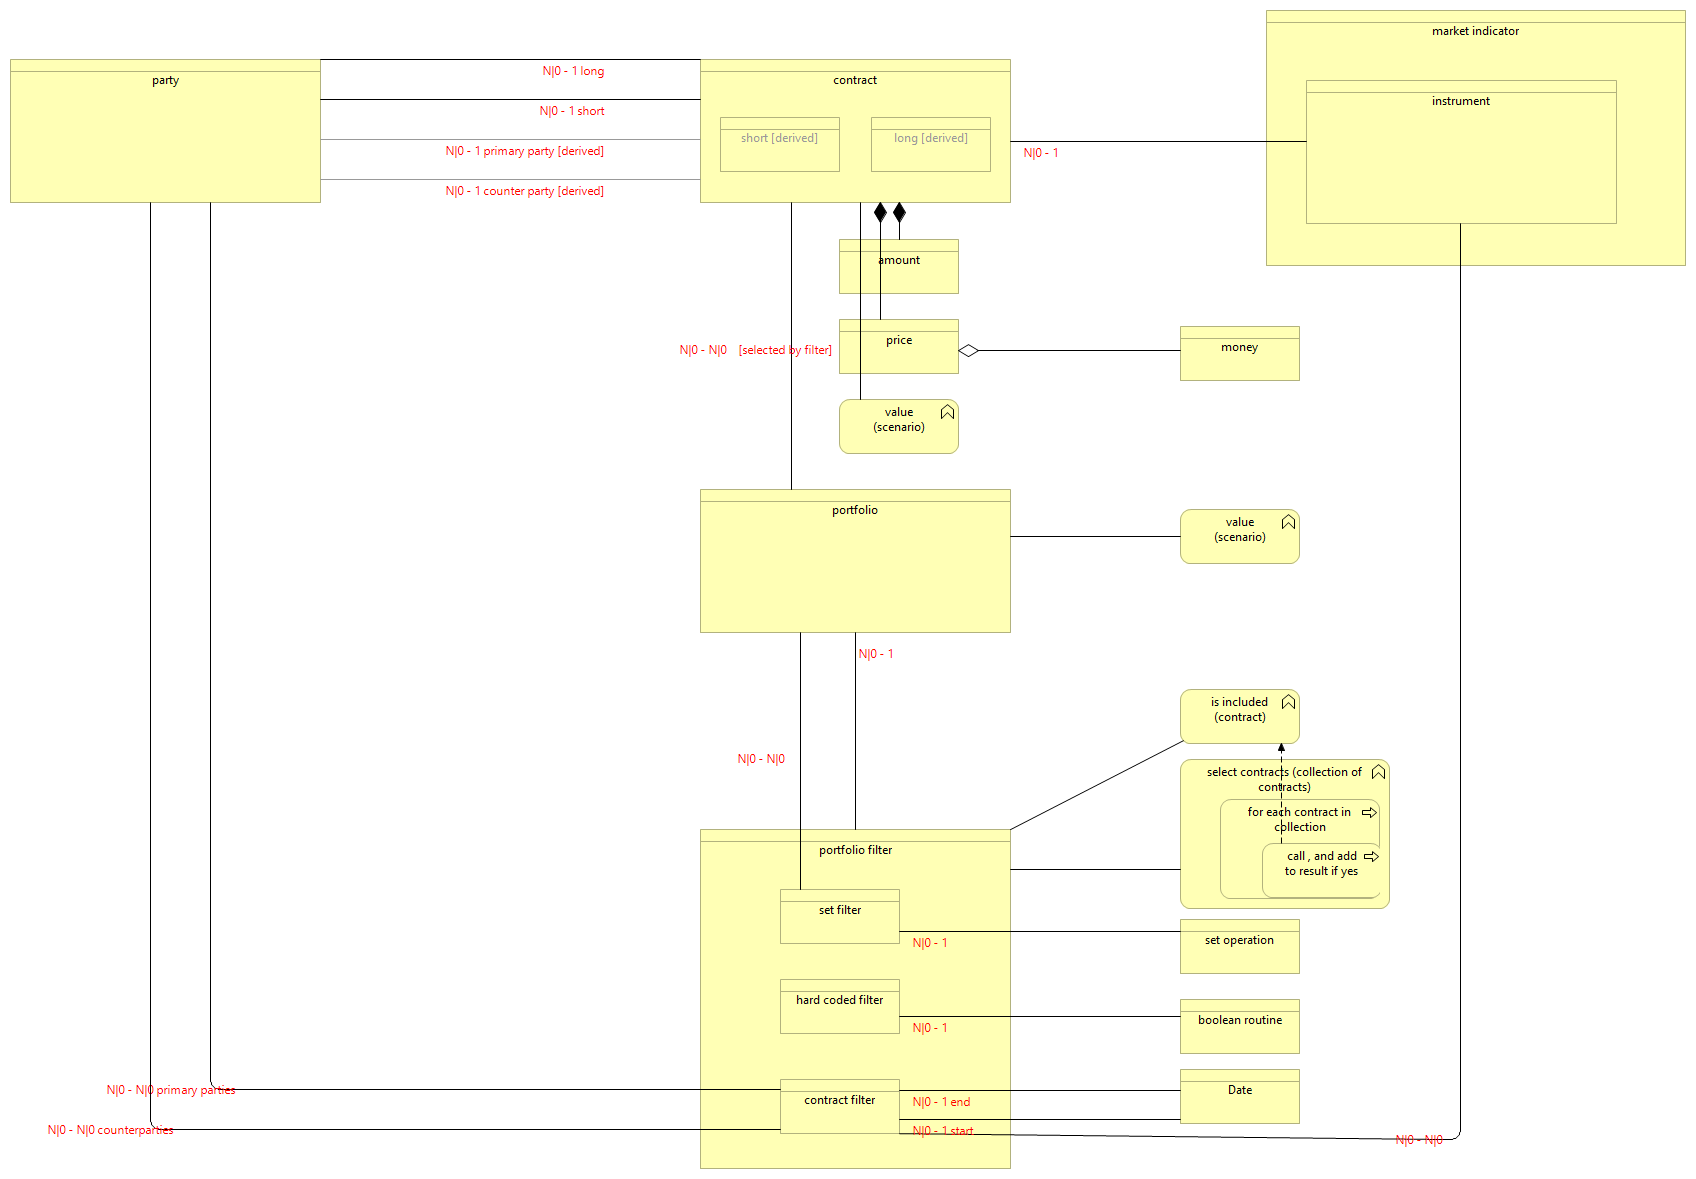 market indicator
party
N|0 - 1 long
contract
instrument
N|0 - 1 short
short [derived]
long [derived]
N|0 - 1 primary party [derived]
N|0 - 1
N|0 - 1 counter party [derived]
amount
N|0 - N|0 [selected by filter]
price
money
value
(scenario)
portfolio
value
(scenario)
N|0 - 1
is included
(contract)
N|0 - N|0
select contracts (collection of
contracts)
for each contract in
collection
portfolio filter
call , and add
to result if yes
set filter
N|0 - 1
set operation
hard coded filter
N|0 - 1
boolean routine
N|0 - N|0 primary parties
contract filter
N|0 - 1 end
Date
N|0 - N|0 counterparties
N|0 - 1 start
N|0 - N|0